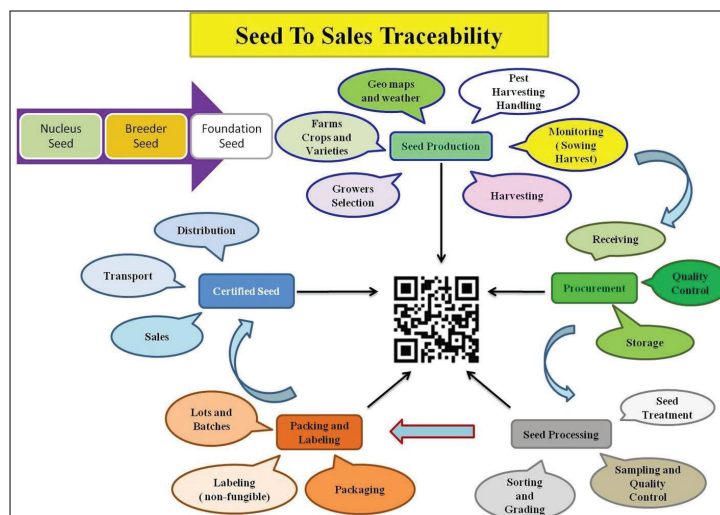 Seed To Sales Traceability
Nucleus
Seed
Breeder
Seed
Foundation
Seed
Geo maps
and weather
Pest
Harvesting
Handling
Farms
Crops and
Varieties
Seed Production
Monitoring
(Sowing
Harvest)
Growers
Selection
Harvesting
Distribution
Receiving
Transport
Certified Seed
Procurement
Quality
Control
Sales
Storage
Lots and
Batches
Packing and
Labeling
Seed
Treatment
Seed Processing
Labeling
(non-fungible)
Packaging
Sorting
and
Grading
Sampling and
Quality
Control